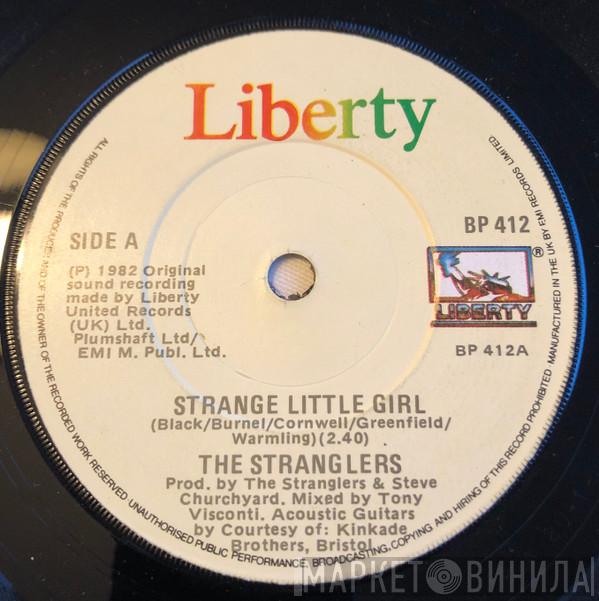 Liberty
SIDE A
BP 412
(P) 1982 Original
sound recording
made by Liberty
United Records
(UK) Ltd.
Plumshaft Ltd/
EMI M. Publ. Ltd.
®
LIBERTY
BP 412A
STRANGE LITTLE GIRL
(Black/Burnel/Cornwell/Greenfield/
Warmling)(2.40)
THE STRANGLERS
Prod. by The Stranglers & Steve
Churchyard. Mixed by Tony
Visconti. Acoustic Guitars
by Courtesy of: Kinkade
Brothers, Bristol.
ALL RIGHTS OF THE PRODUCER AND OF THE OWNER OF THE RECORDED WORK RESERVED. UNAUTHORISED PUBLIC PERFORMANCE, BROADCASTING, COPYING AND HIRING OF THIS RECORD PROHIBITED · MANUFACTURED IN THE UK BY EMI RECORDS LIMITED
МАРКЕТ ВИНИЛА